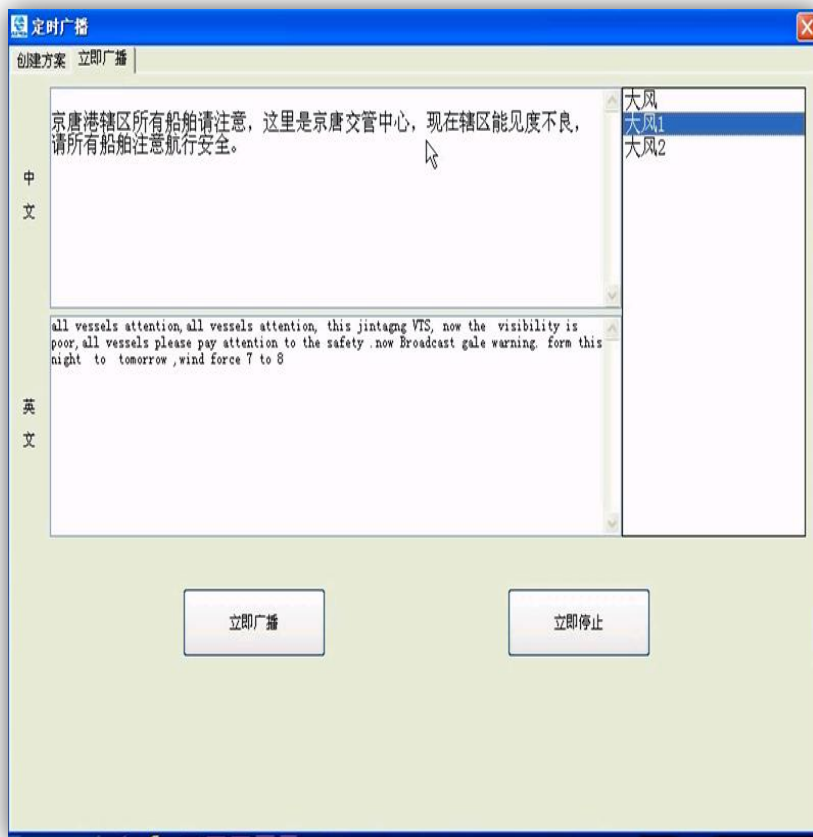 定时广播
创建方案 立即广播
京唐港辖区所有船舶请注意，这里是京唐交管中心，现在辖区能见度不良，
请所有船舶注意航行安全。
大风
大风1
大风2
中
文
all vessels attention,all vessels attention, this jintagng VTS, now the visibility is
poor,all vessels please pay attention to the safety .now Broadcast gale warning. form this
night to tomorrow ,wind force 7 to 8
英
文
立即广播
立即停止